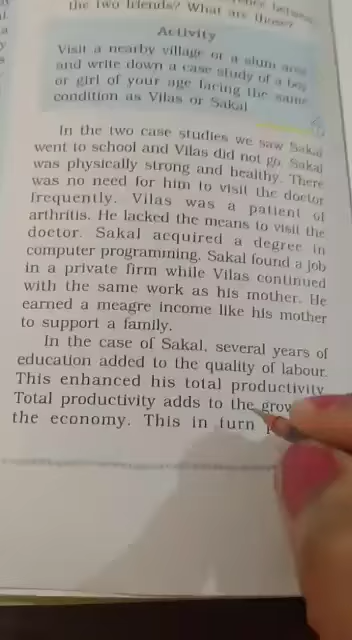 the two friends? What are those?
Activity
Visit a nearby village or a slum area
and write down a case study of a boy
or girl of your age facing the same
condition as Vilas or Sakal
In the two case studies we saw Sakal
went to school and Vilas did not go. Sakal
was physically strong and healthy. There
was no need for him to visit the doctor
frequently. Vilas was a patient of
arthritis. He lacked the means to visit the
doctor. Sakal acquired a degree in
computer programming. Sakal found a job
in a private firm while Vilas continued
with the same work as his mother. He
earned a meagre income like his mother
to support a family.
In the case of Sakal, several years of
education added to the quality of labour.
This enhanced his total productivity.
Total productivity adds to the
the economy. This in turn